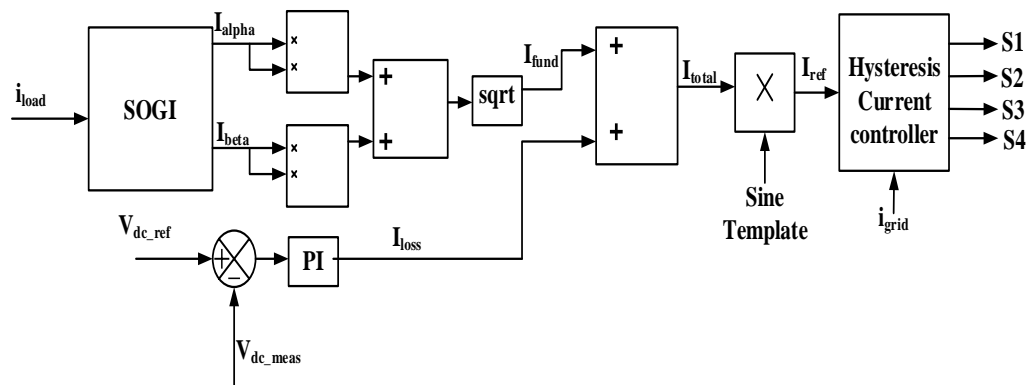 i_load
SOGI
I_alpha
I_beta
×
×
×
×
+
+
sqrt
I_fund
+
+
I_total
×
I_ref
Sine
Template
Hysteresis
Current
controller
i_grid
S1
S2
S3
S4
V_dc_ref
+
−
PI
I_loss
V_dc_meas